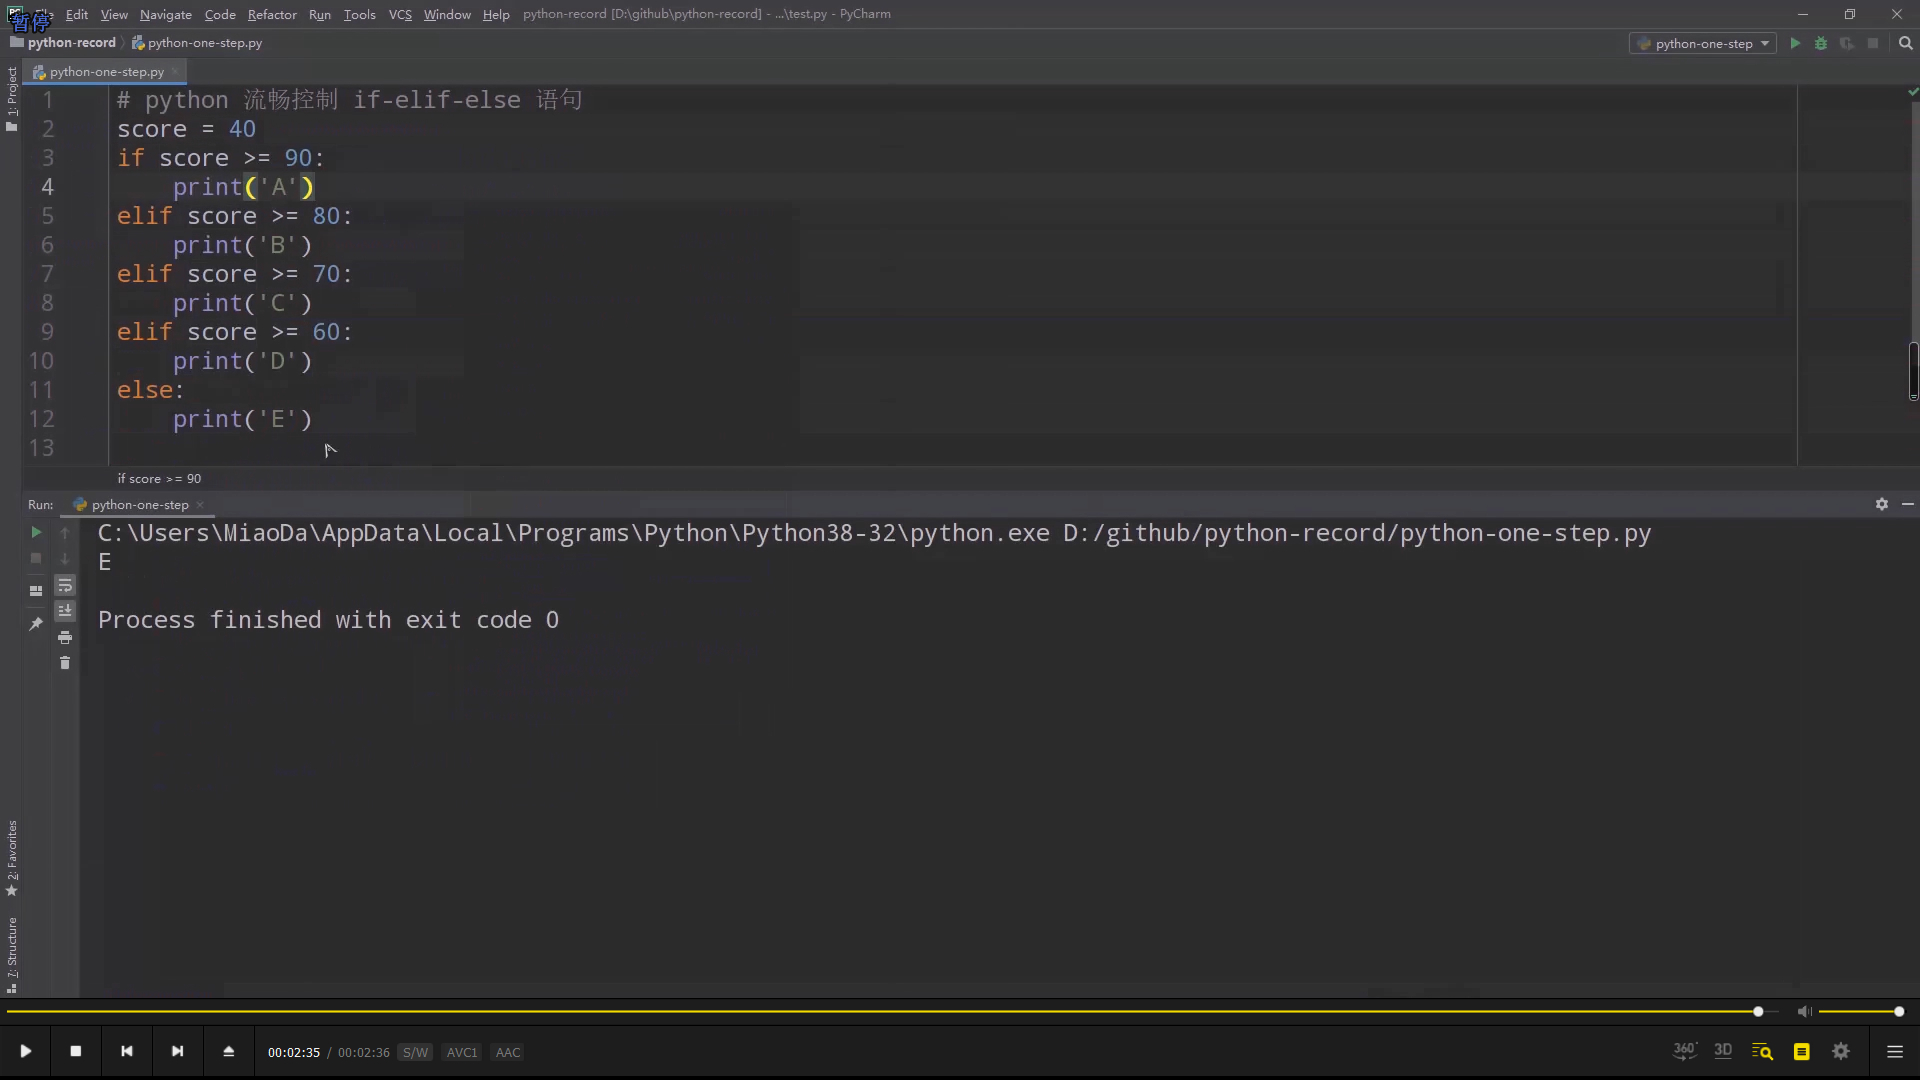 暂停
File Edit View Navigate Code Refactor Run Tools VCS Window Help python-record [D:\github\python-record] - ...\test.py - PyCharm
python-record python-one-step.py python-one-step
python-one-step.py
1: Project
1 # python 流畅控制 if-elif-else 语句
2 score = 40
3 if score >= 90:
4 print('A')
5 elif score >= 80:
6 print('B')
7 elif score >= 70:
8 print('C')
9 elif score >= 60:
10 print('D')
11 else:
12 print('E')
13
if score >= 90
Run: python-one-step
C:\Users\MiaoDa\AppData\Local\Programs\Python\Python38-32\python.exe D:/github/python-record/python-one-step.py
E
Process finished with exit code 0
2: Favorites
7: Structure
00:02:35 / 00:02:36 S/W AVC1 AAC 360° 3D